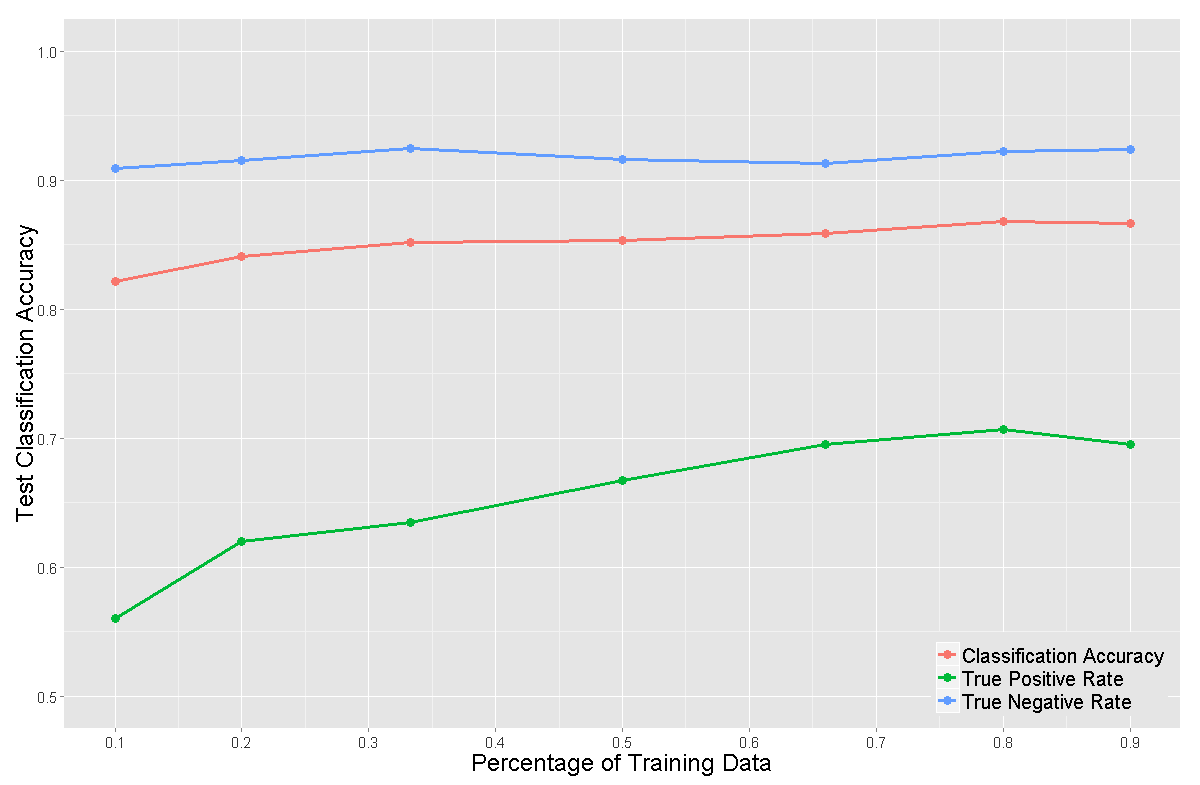 Test Classification Accuracy
1.0
0.9
0.8
0.7
0.6
0.5
Classification Accuracy
True Positive Rate
True Negative Rate
0.1 0.2 0.3 0.4 0.5 0.6 0.7 0.8 0.9
Percentage of Training Data